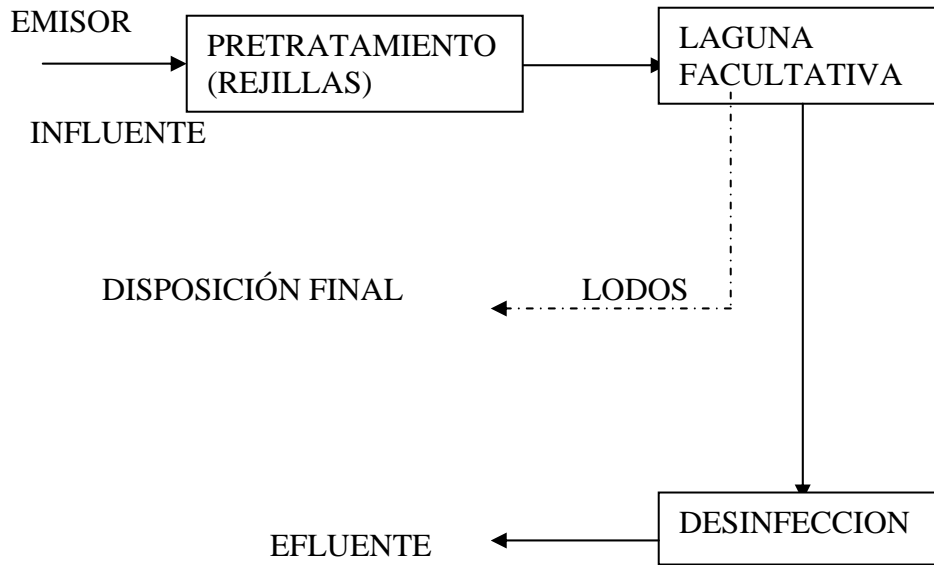 EMISOR
PRETRATAMIENTO
(REJILLAS)
LAGUNA
FACULTATIVA
INFLUENTE
DISPOSICIÓN FINAL
LODOS
DESINFECCION
EFLUENTE